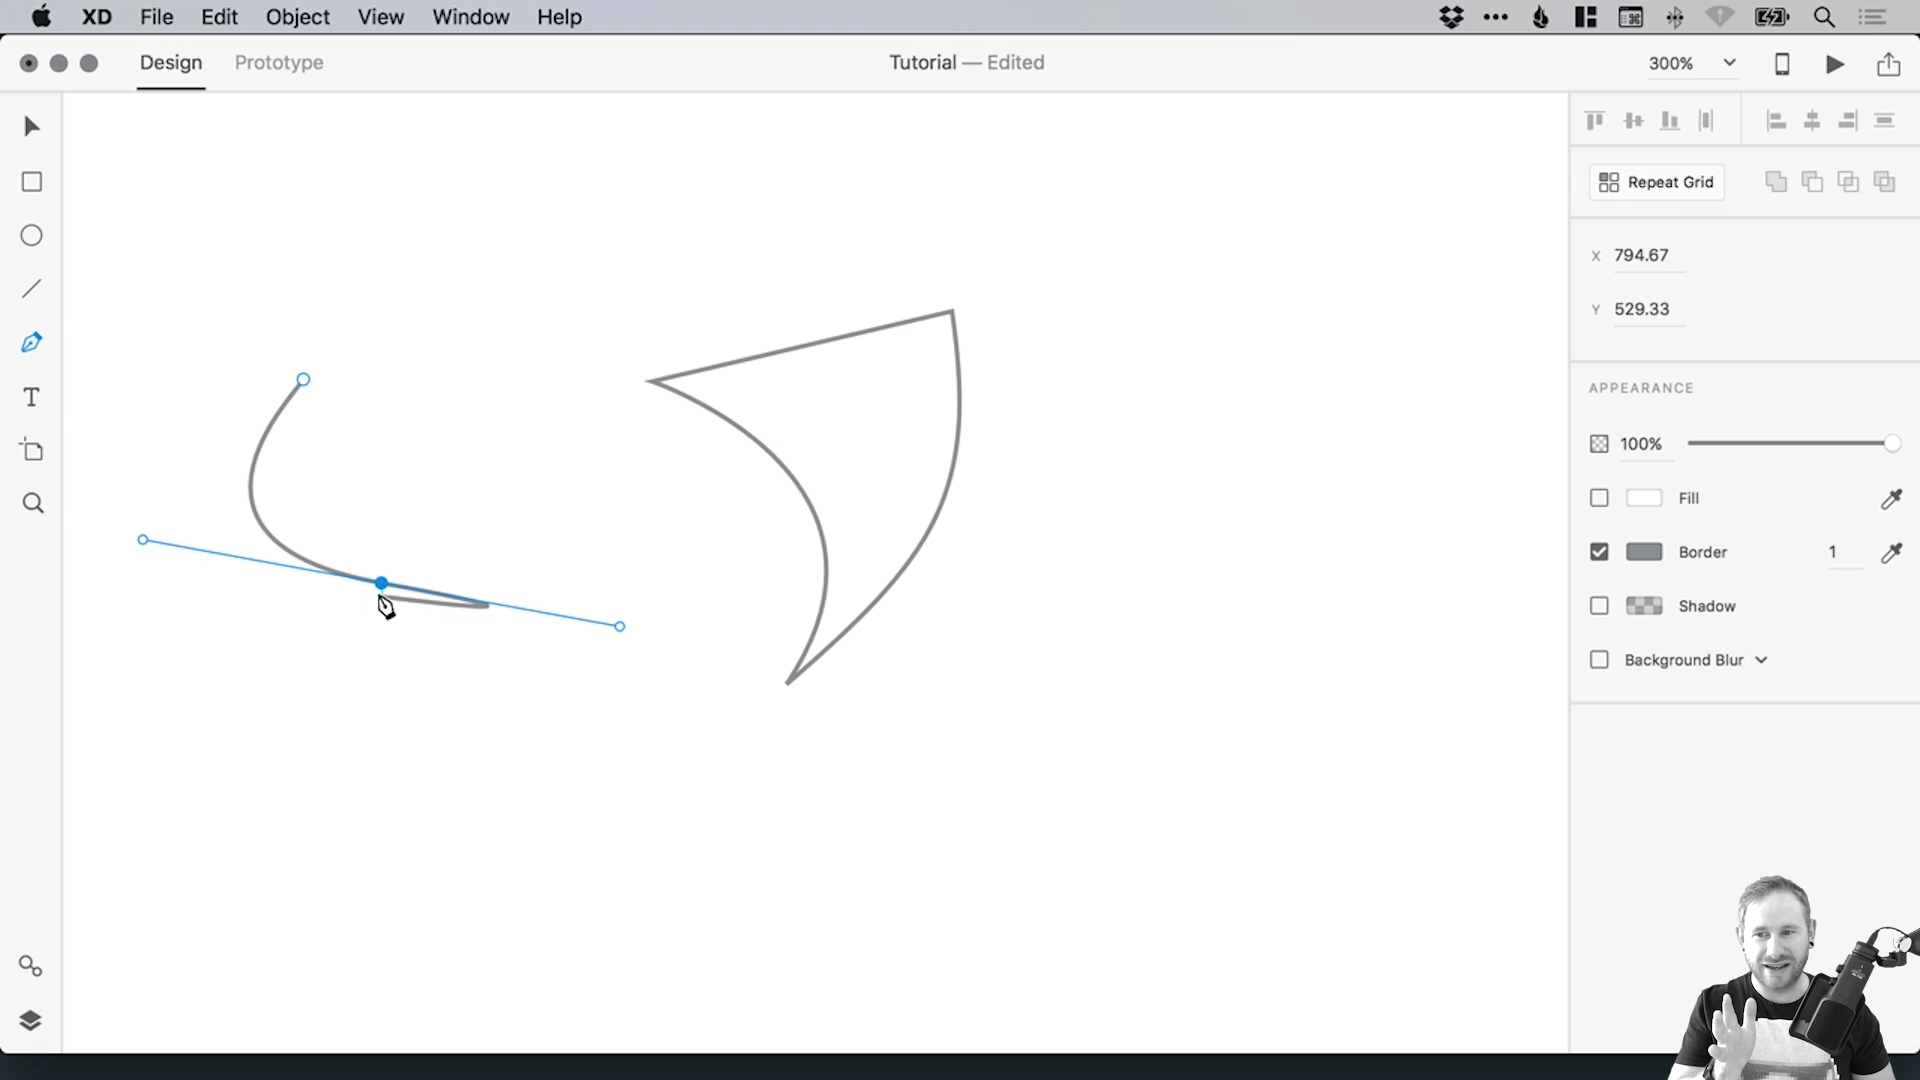 XD File Edit Object View Window Help
Design Prototype Tutorial — Edited 300%
Repeat Grid
X 794.67
Y 529.33
APPEARANCE
100%
Fill
Border 1
Shadow
Background Blur
T